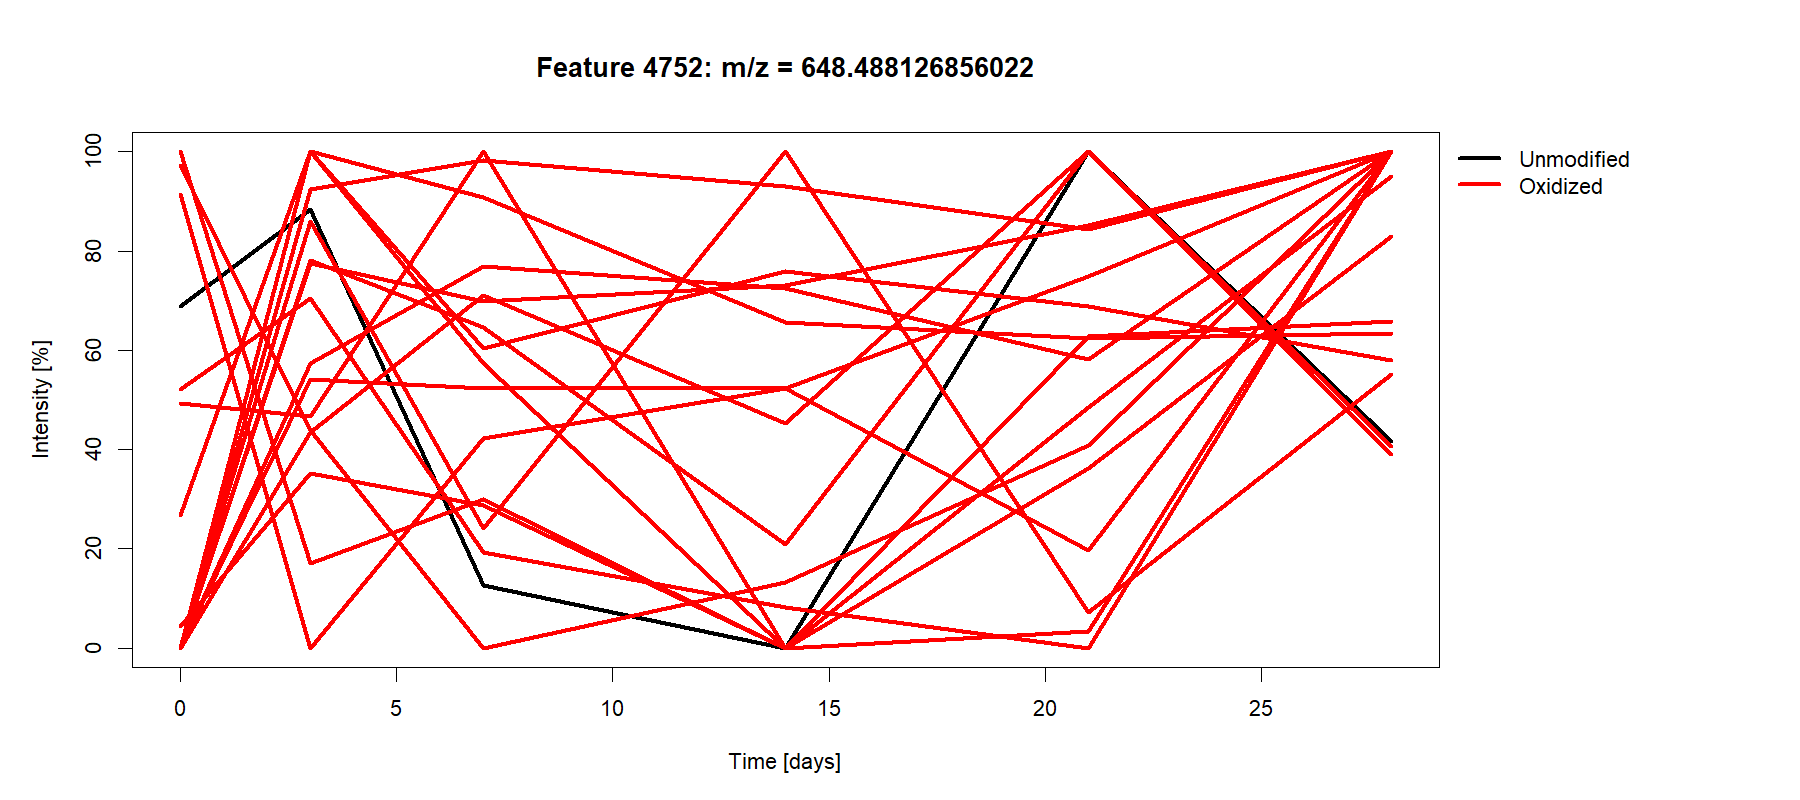 Feature 4752: m/z = 648.488126856022
Unmodified
Oxidized
Intensity [%]
100
80
60
40
20
0
0 5 10 15 20 25
Time [days]